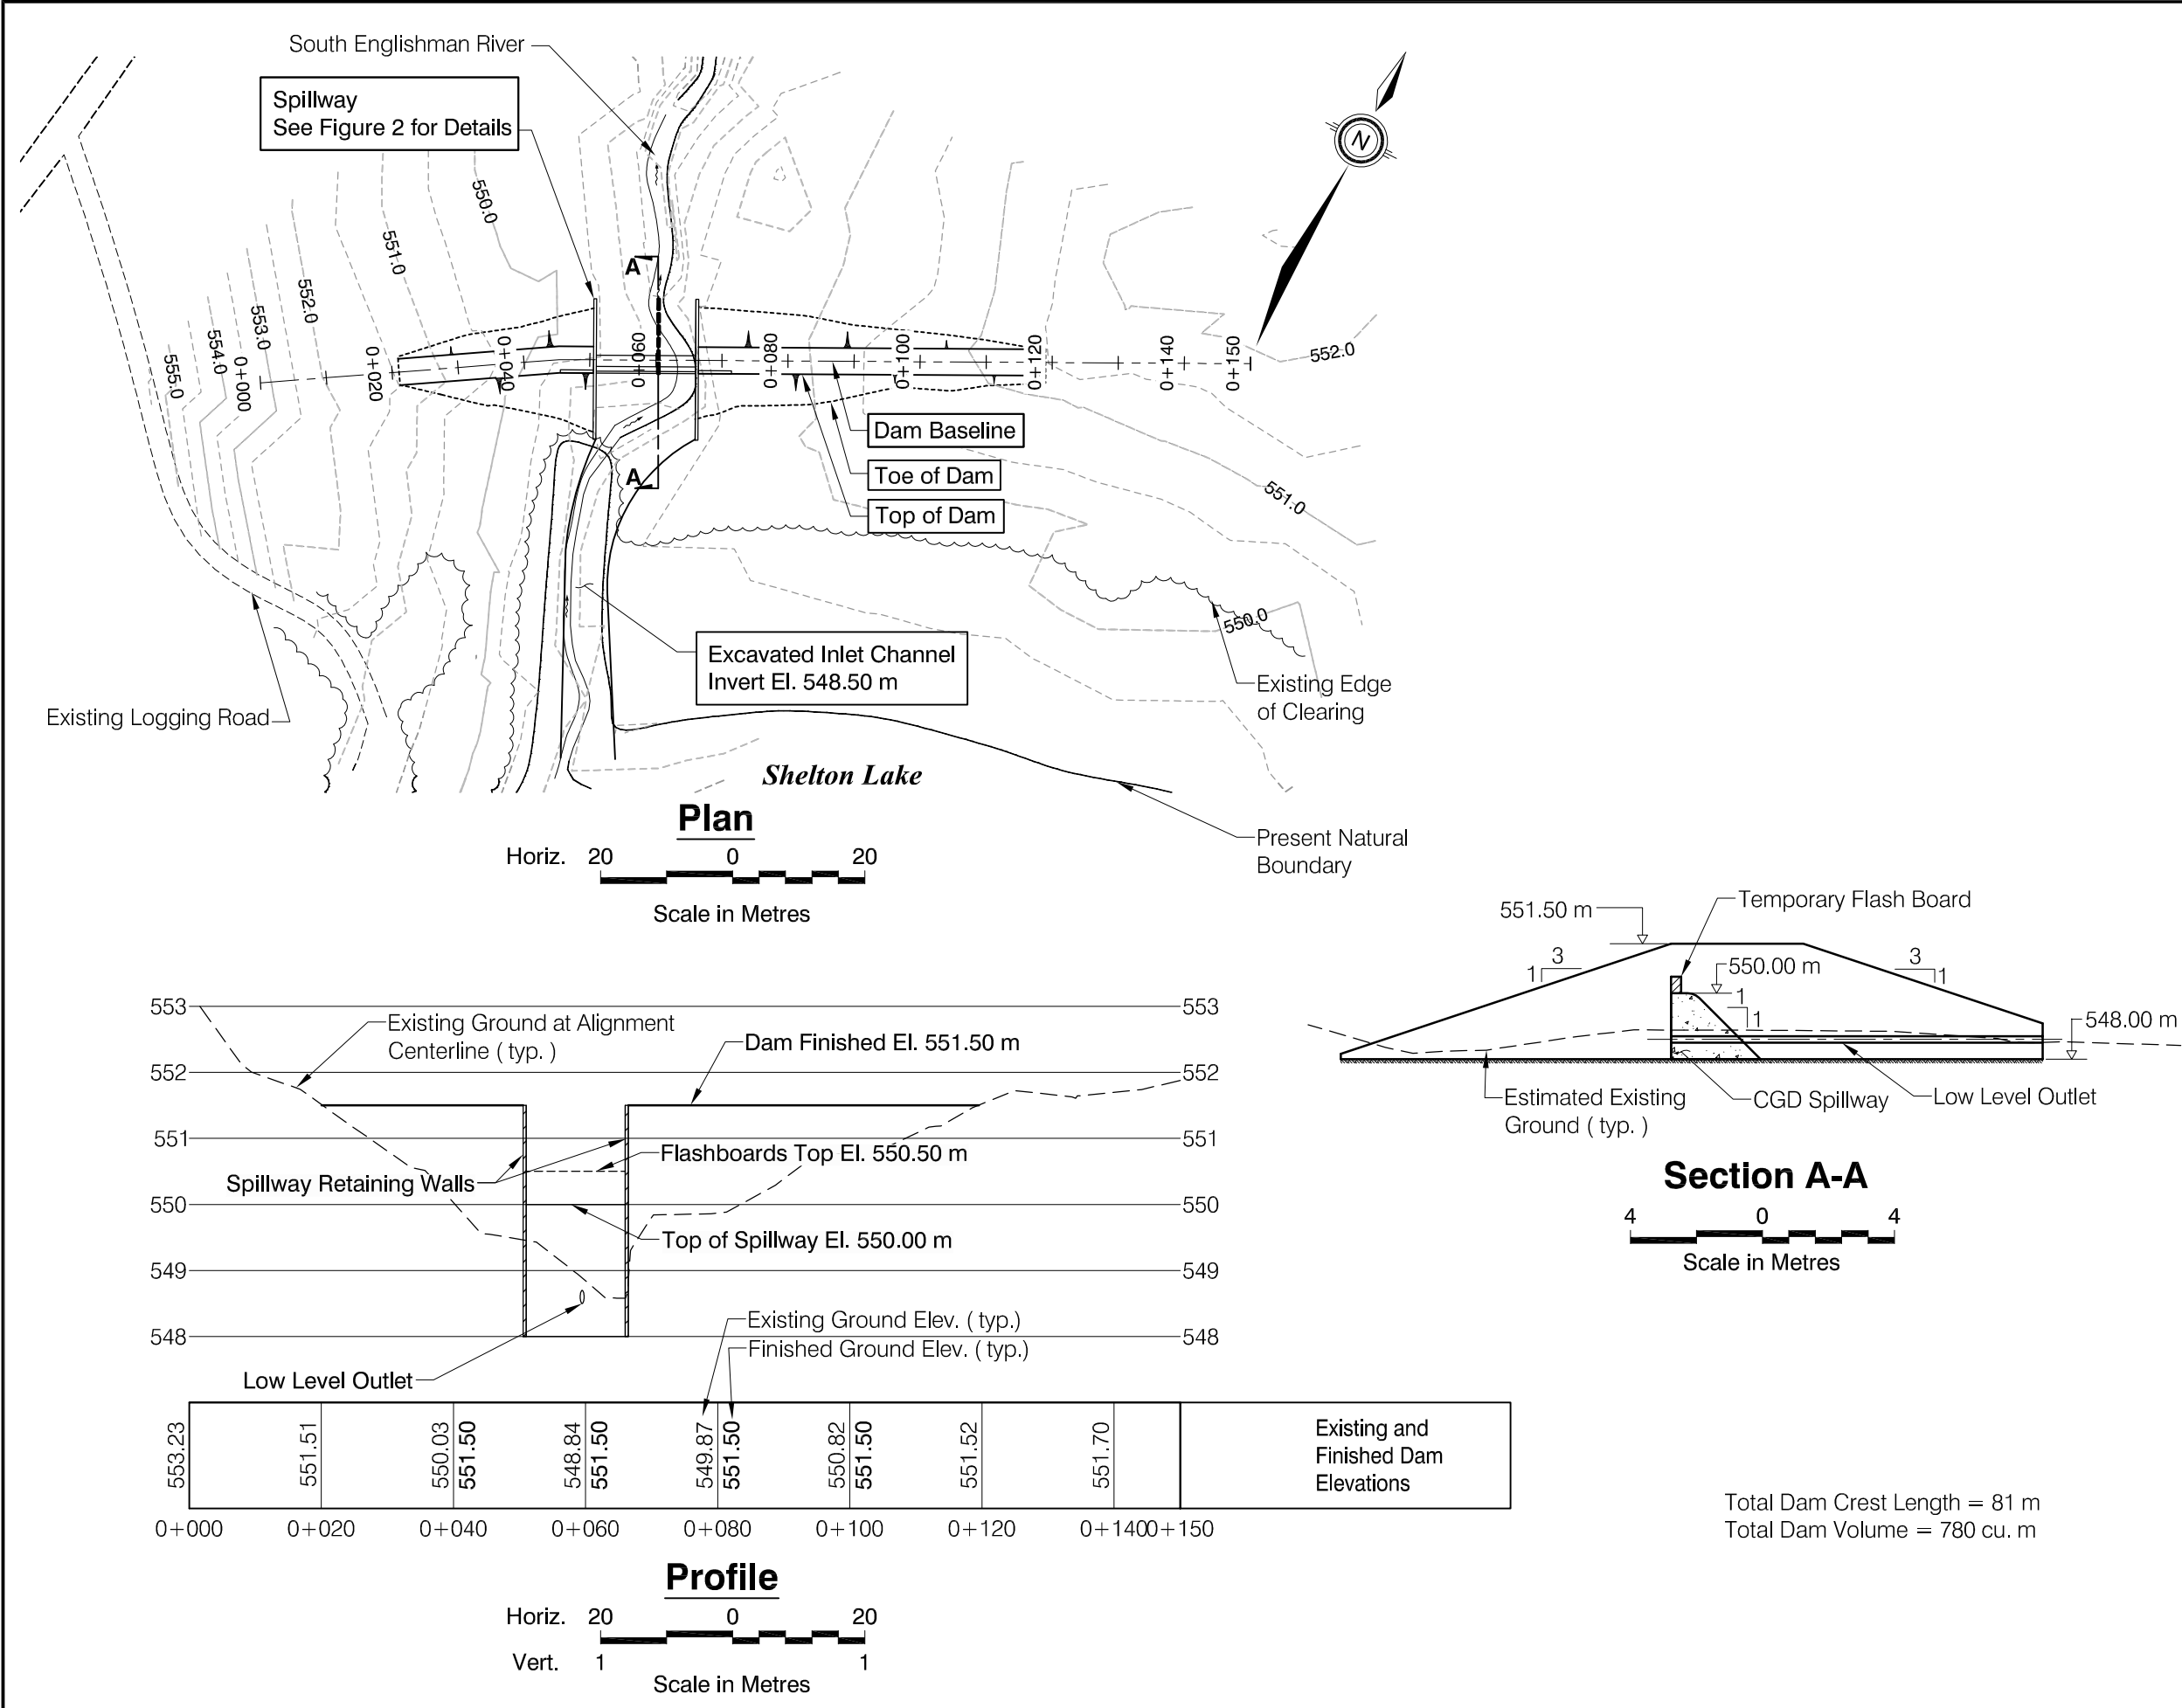 South Englishman River
Spillway
See Figure 2 for Details
N
550.0
551.0
552.0
553.0
554.0
555.0
A
0+000
0+020
0+040
0+060
0+080
0+100
0+120
0+140
0+150
552.0
A
Dam Baseline
Toe of Dam
Top of Dam
551.0
550.0
Excavated Inlet Channel
Invert El. 548.50 m
Existing Edge
of Clearing
Existing Logging Road
Shelton Lake
Present Natural
Boundary
Plan
Horiz. 20 0 20
Scale in Metres
551.50 m
Temporary Flash Board
3
1
550.00 m
3
1
1
1
548.00 m
Estimated Existing
Ground ( typ. )
CGD Spillway
Low Level Outlet
Section A-A
4 0 4
Scale in Metres
553 553
Existing Ground at Alignment
Centerline ( typ. )
Dam Finished El. 551.50 m
552 552
551 551
Flashboards Top El. 550.50 m
Spillway Retaining Walls
550 550
Top of Spillway El. 550.00 m
549 549
Existing Ground Elev. ( typ.)
548 548
Finished Ground Elev. ( typ.)
Low Level Outlet
553.23
551.51
550.03
551.50
548.84
551.50
549.87
551.50
550.82
551.50
551.52
551.70
Existing and
Finished Dam
Elevations
0+000 0+020 0+040 0+060 0+080 0+100 0+120 0+140 0+150
Total Dam Crest Length = 81 m
Total Dam Volume = 780 cu. m
Profile
Horiz. 20 0 20
Vert. 1 1
Scale in Metres